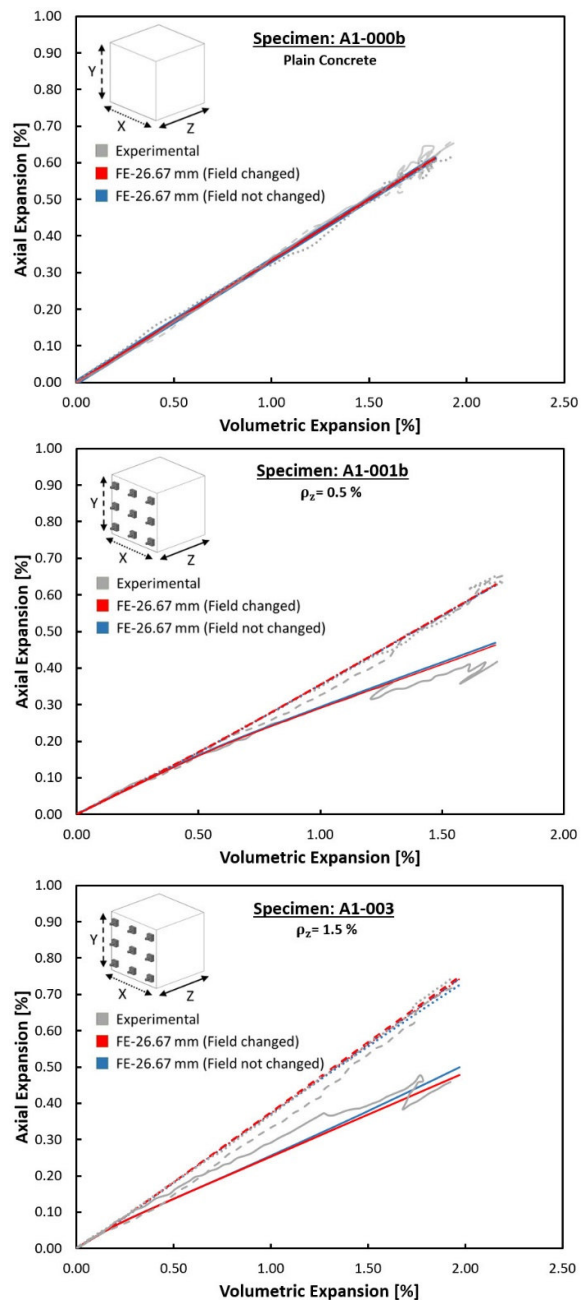 Specimen: A1-000b
Plain Concrete
Y
X
Z
Experimental
FE-26.67 mm (Field changed)
FE-26.67 mm (Field not changed)
Axial Expansion [%]
1.00
0.90
0.80
0.70
0.60
0.50
0.40
0.30
0.20
0.10
0.00
0.00 0.50 1.00 1.50 2.00 2.50
Volumetric Expansion [%]
Specimen: A1-001b
ρz= 0.5 %
Y
X
Z
Experimental
FE-26.67 mm (Field changed)
FE-26.67 mm (Field not changed)
Axial Expansion [%]
1.00
0.90
0.80
0.70
0.60
0.50
0.40
0.30
0.20
0.10
0.00
0.00 0.50 1.00 1.50 2.00
Volumetric Expansion [%]
Specimen: A1-003
ρz= 1.5 %
Y
X
Z
Experimental
FE-26.67 mm (Field changed)
FE-26.67 mm (Field not changed)
Axial Expansion [%]
1.00
0.90
0.80
0.70
0.60
0.50
0.40
0.30
0.20
0.10
0.00
0.00 0.50 1.00 1.50 2.00 2.50
Volumetric Expansion [%]